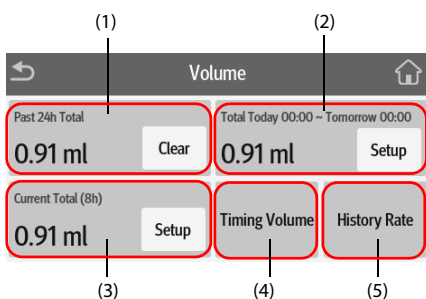 (1) (2)
Volume
Past 24h Total Total Today 00:00 ~ Tomorrow 00:00
0.91 ml Clear 0.91 ml Setup
Current Total (8h)
0.91 ml Setup Timing Volume History Rate
(3) (4) (5)